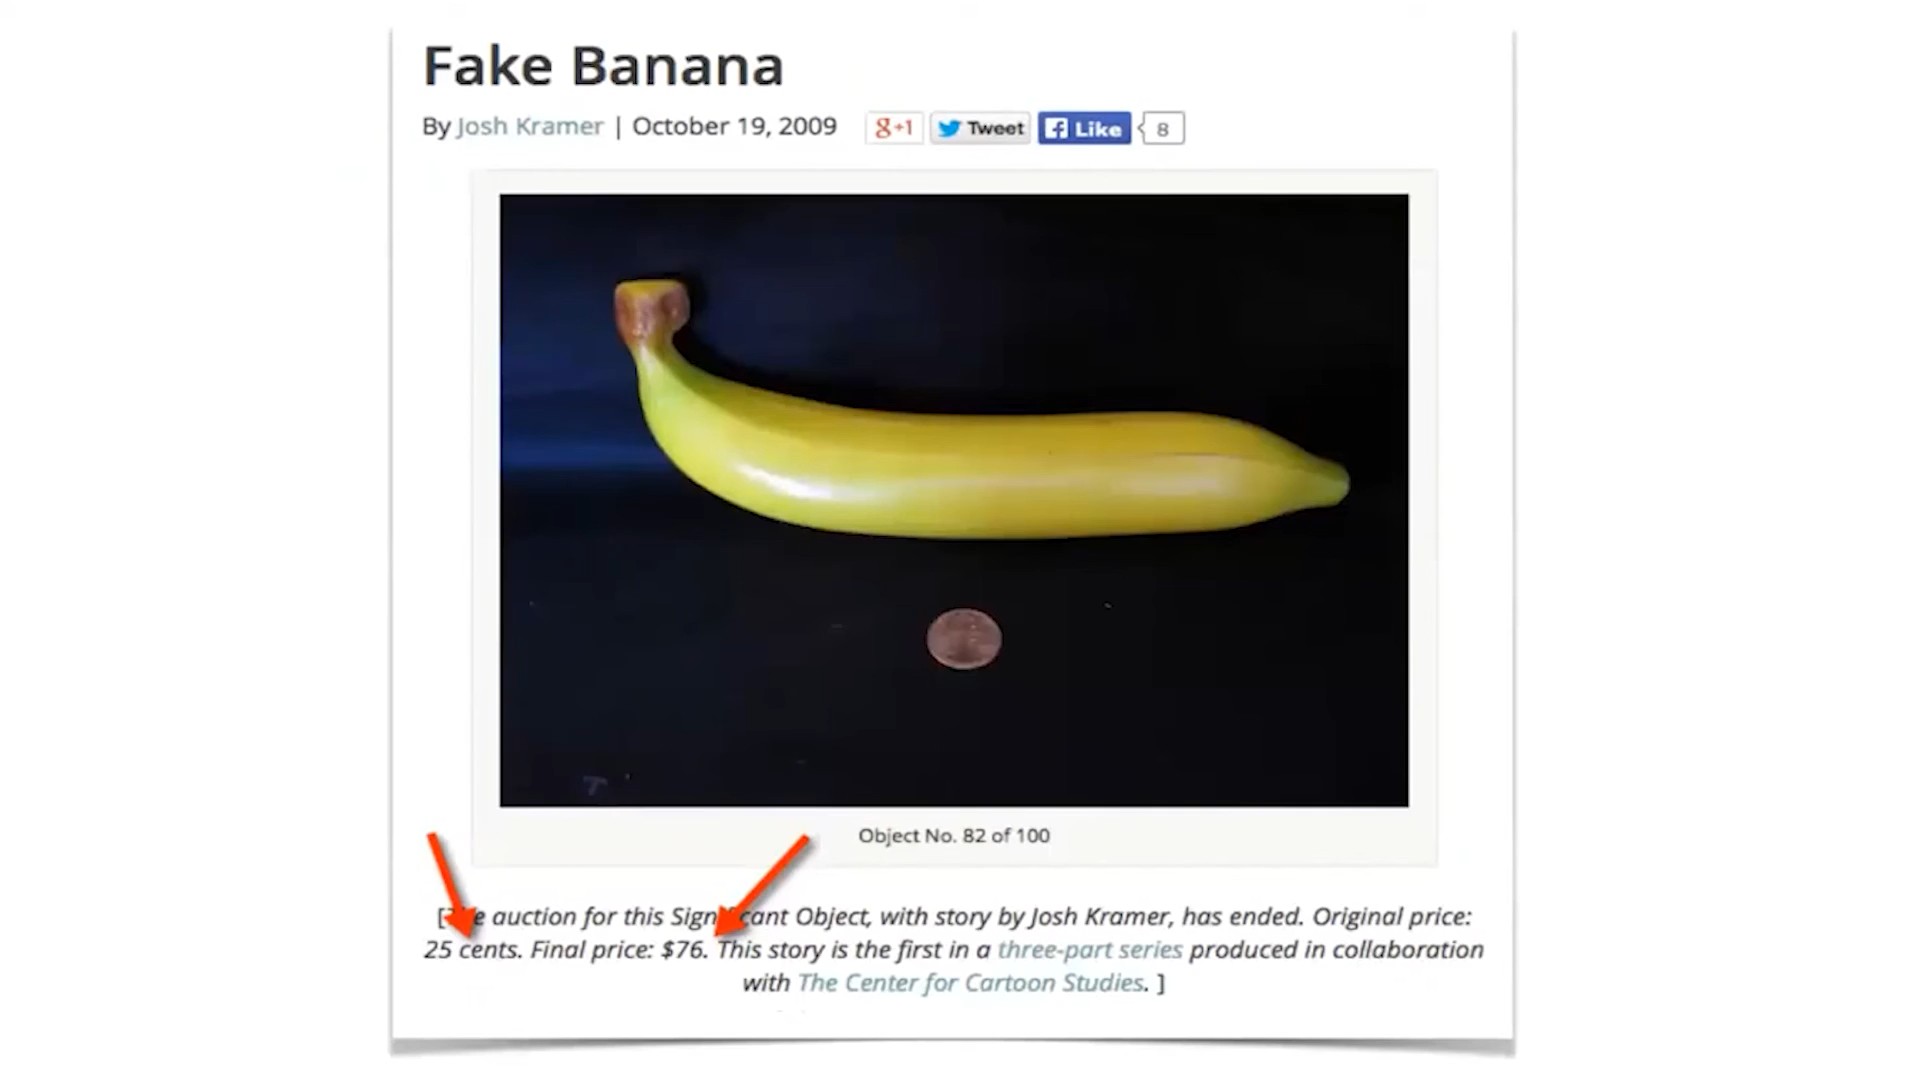 Fake Banana
By Josh Kramer | October 19, 2009 g+1 Tweet Like 8
Object No. 82 of 100
[ auction for this Significant Object, with story by Josh Kramer, has ended. Original price:
25 cents. Final price: $76. This story is the first in a three-part series produced in collaboration
with The Center for Cartoon Studies. ]